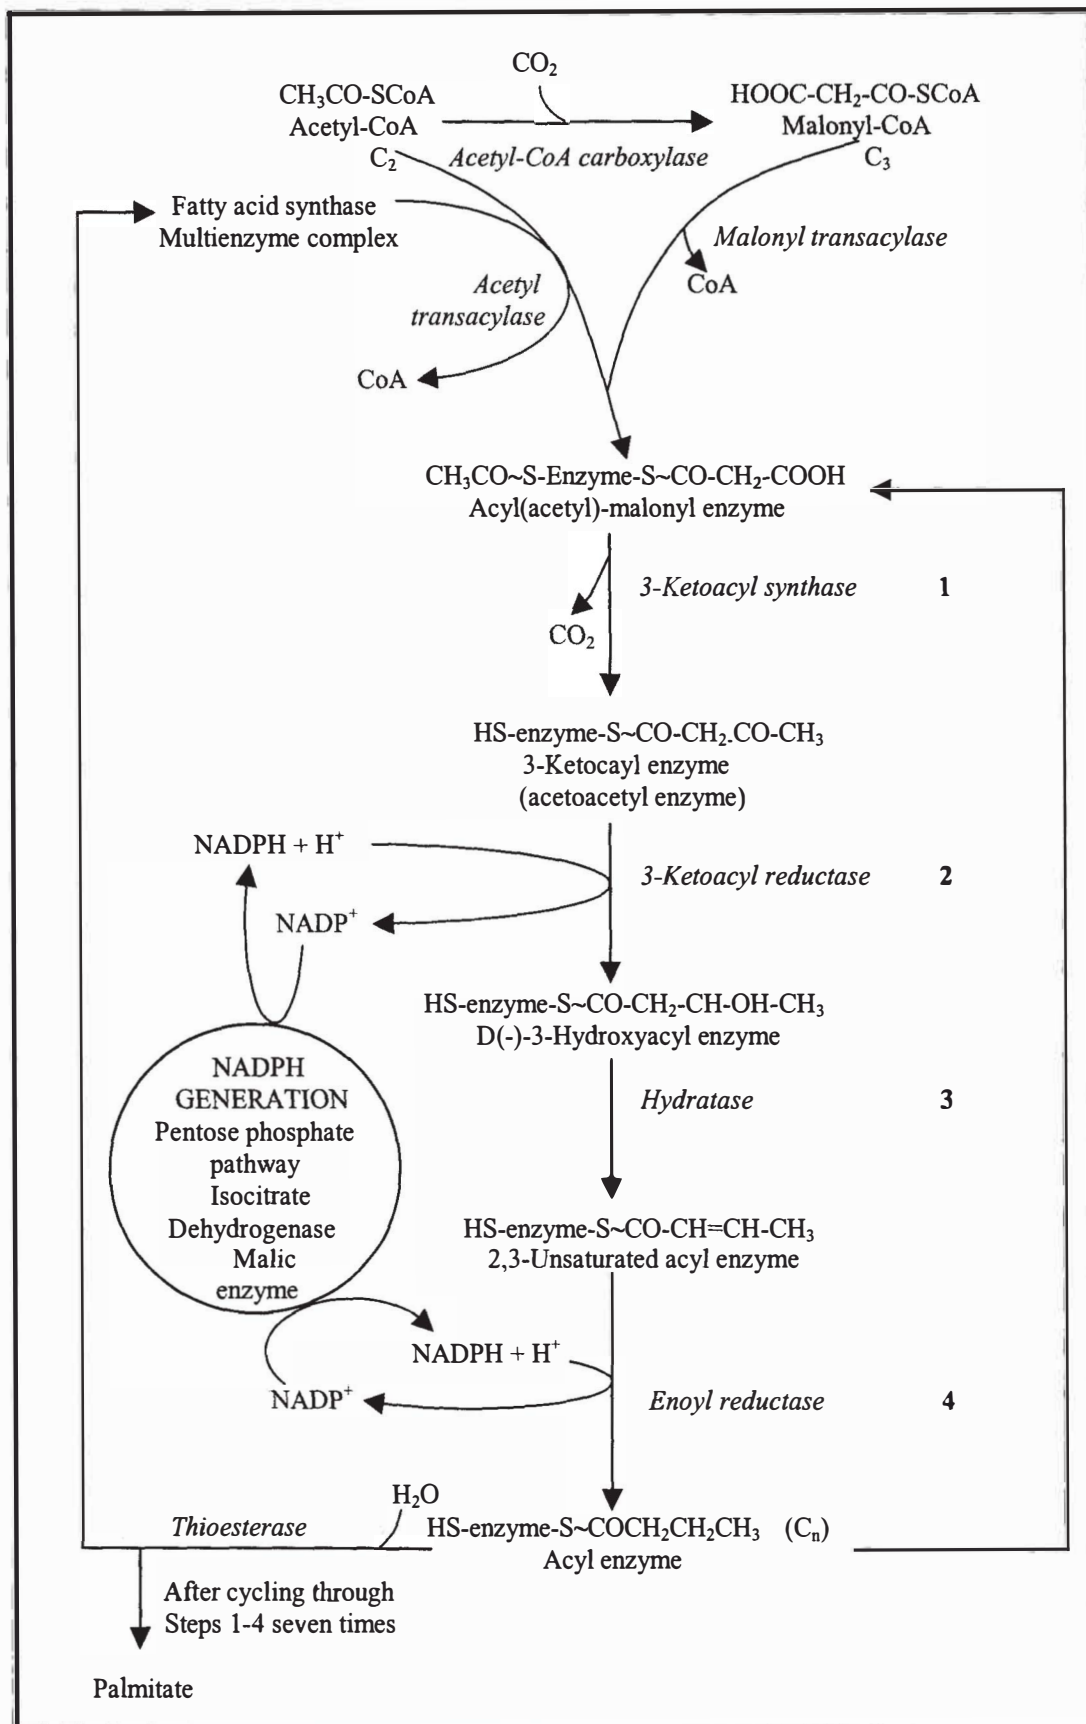 CO₂
CH₃CO-SCoA
Acetyl-CoA
C₂
HOOC-CH₂-CO-SCoA
Malonyl-CoA
C₃
Acetyl-CoA carboxylase
Fatty acid synthase
Multienzyme complex
Malonyl transacylase
CoA
Acetyl
transacylase
CoA
CH₃CO~S-Enzyme-S~CO-CH₂-COOH
Acyl(acetyl)-malonyl enzyme
3-Ketoacyl synthase 1
CO₂
HS-enzyme-S~CO-CH₂.CO-CH₃
3-Ketocayl enzyme
(acetoacetyl enzyme)
NADPH + H⁺
3-Ketoacyl reductase 2
NADP⁺
HS-enzyme-S~CO-CH₂-CH-OH-CH₃
D(-)-3-Hydroxyacyl enzyme
NADPH
GENERATION
Pentose phosphate
pathway
Isocitrate
Dehydrogenase
Malic
enzyme
Hydratase 3
HS-enzyme-S~CO-CH=CH-CH₃
2,3-Unsaturated acyl enzyme
NADPH + H⁺
NADP⁺
Enoyl reductase 4
H₂O
Thioesterase
HS-enzyme-S~COCH₂CH₂CH₃ (Cₙ)
Acyl enzyme
After cycling through
Steps 1-4 seven times
Palmitate